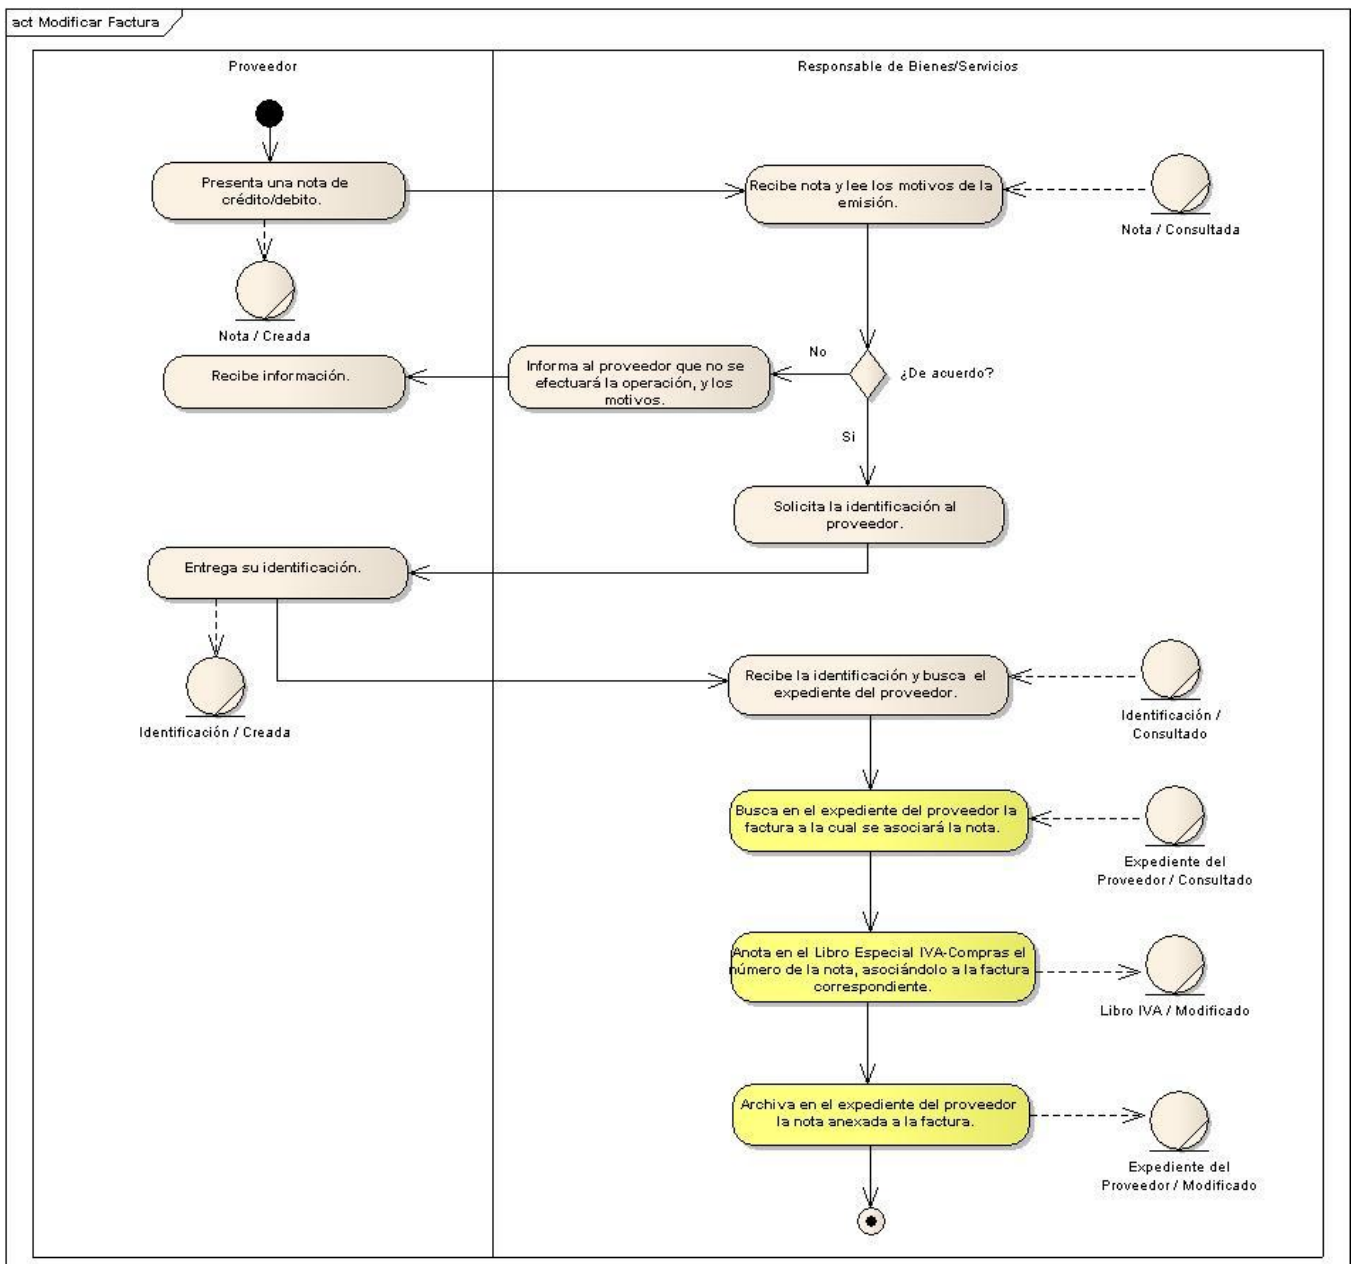 act Modificar Factura
Proveedor
Responsable de Bienes/Servicios
Presenta una nota de
crédito/debito.
Recibe nota y lee los motivos de la
emisión.
Nota / Consultada
Nota / Creada
No
¿De acuerdo?
Informa al proveedor que no se
efectuará la operación, y los
motivos.
Recibe información.
Si
Solicita la identificación al
proveedor.
Entrega su identificación.
Identificación / Creada
Recibe la identificación y busca el
expediente del proveedor.
Identificación /
Consultado
Busca en el expediente del proveedor la
factura a la cual se asociará la nota.
Expediente del
Proveedor / Consultado
Anota en el Libro Especial IVA-Compras el
número de la nota, asociándolo a la factura
correspondiente.
Libro IVA / Modificado
Archiva en el expediente del proveedor
la nota anexada a la factura.
Expediente del
Proveedor / Modificado